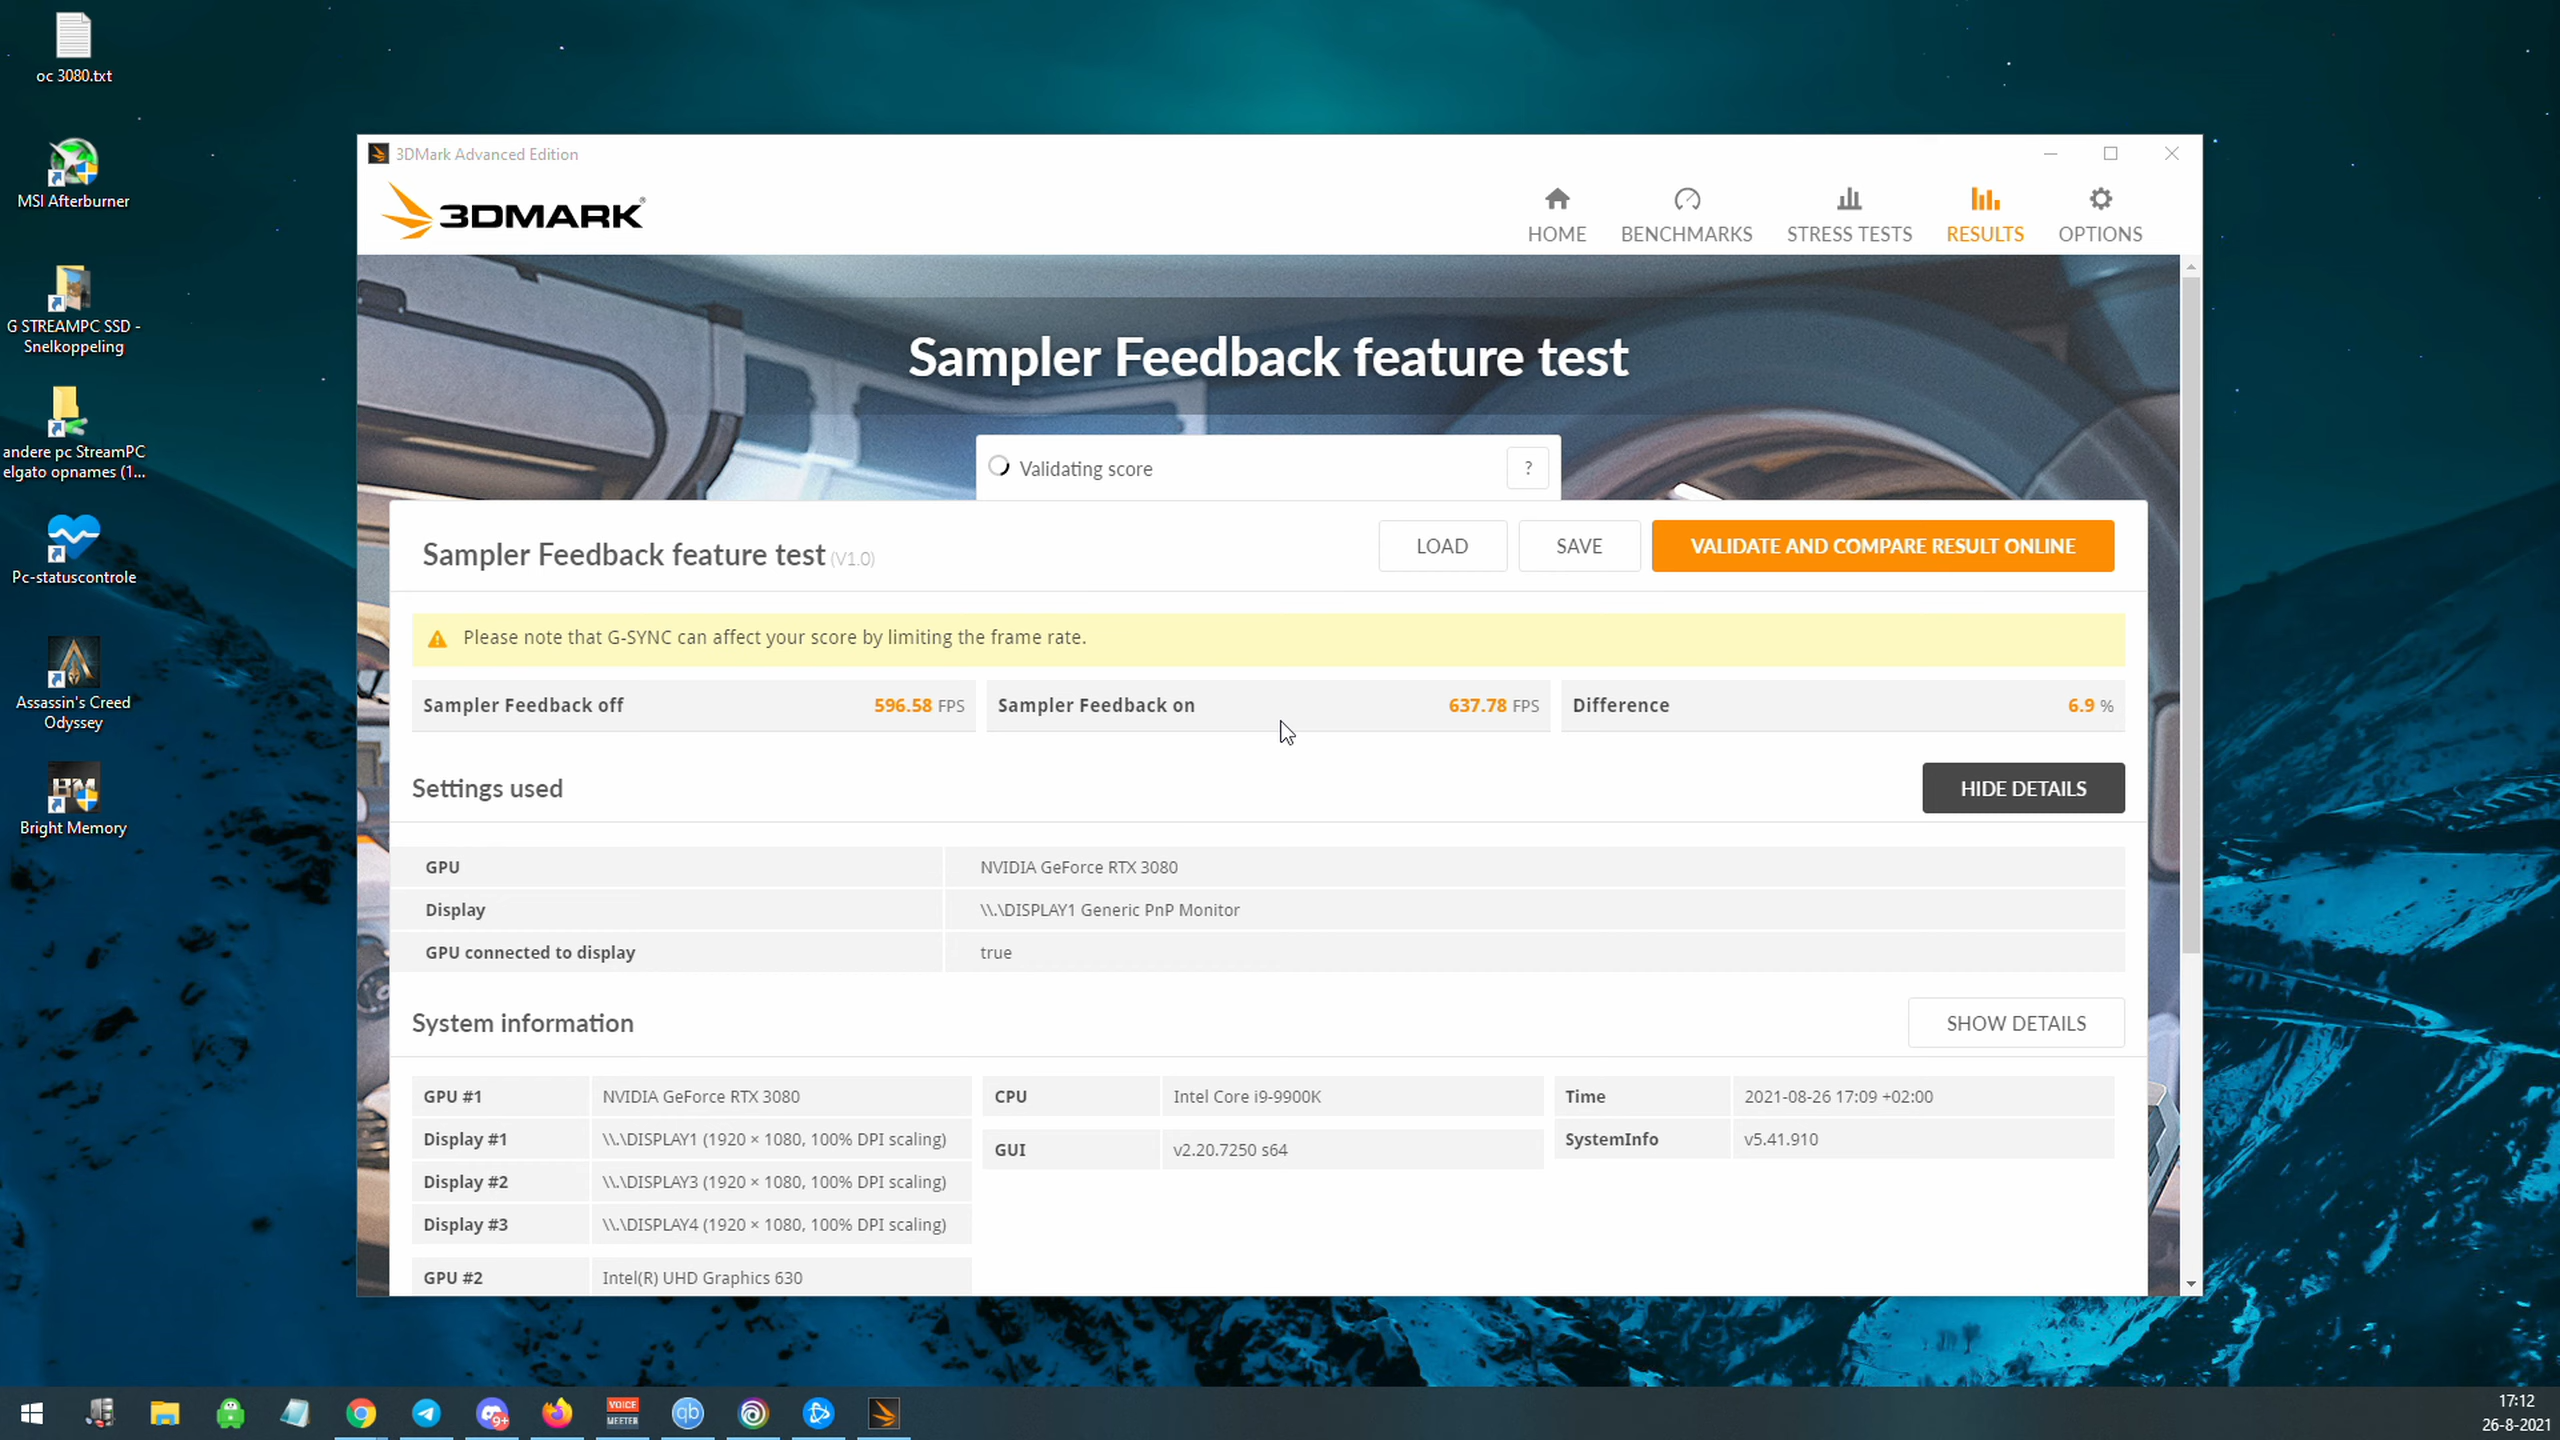 oc 3080.txt
MSI Afterburner
G STREAMPC SSD -
Snelkoppeling
andere pc StreamPC
elgato opnames (1...
Pc-statuscontrole
Assassin's Creed
Odyssey
BM
Bright Memory
3DMark Advanced Edition
3DMARK®
HOME
BENCHMARKS
STRESS TESTS
RESULTS
OPTIONS
Sampler Feedback feature test
Validating score
?
Sampler Feedback feature test (V1.0)
LOAD
SAVE
VALIDATE AND COMPARE RESULT ONLINE
Please note that G-SYNC can affect your score by limiting the frame rate.
Sampler Feedback off 596.58 FPS
Sampler Feedback on 637.78 FPS
Difference 6.9 %
Settings used
HIDE DETAILS
GPU NVIDIA GeForce RTX 3080
Display \\.\DISPLAY1 Generic PnP Monitor
GPU connected to display true
System information
SHOW DETAILS
GPU #1 NVIDIA GeForce RTX 3080
Display #1 \\.\DISPLAY1 (1920 × 1080, 100% DPI scaling)
Display #2 \\.\DISPLAY3 (1920 × 1080, 100% DPI scaling)
Display #3 \\.\DISPLAY4 (1920 × 1080, 100% DPI scaling)
GPU #2 Intel(R) UHD Graphics 630
CPU Intel Core i9-9900K
GUI v2.20.7250 s64
Time 2021-08-26 17:09 +02:00
SystemInfo v5.41.910
9+
VOICE
MEETER
qb
17:12
26-8-2021